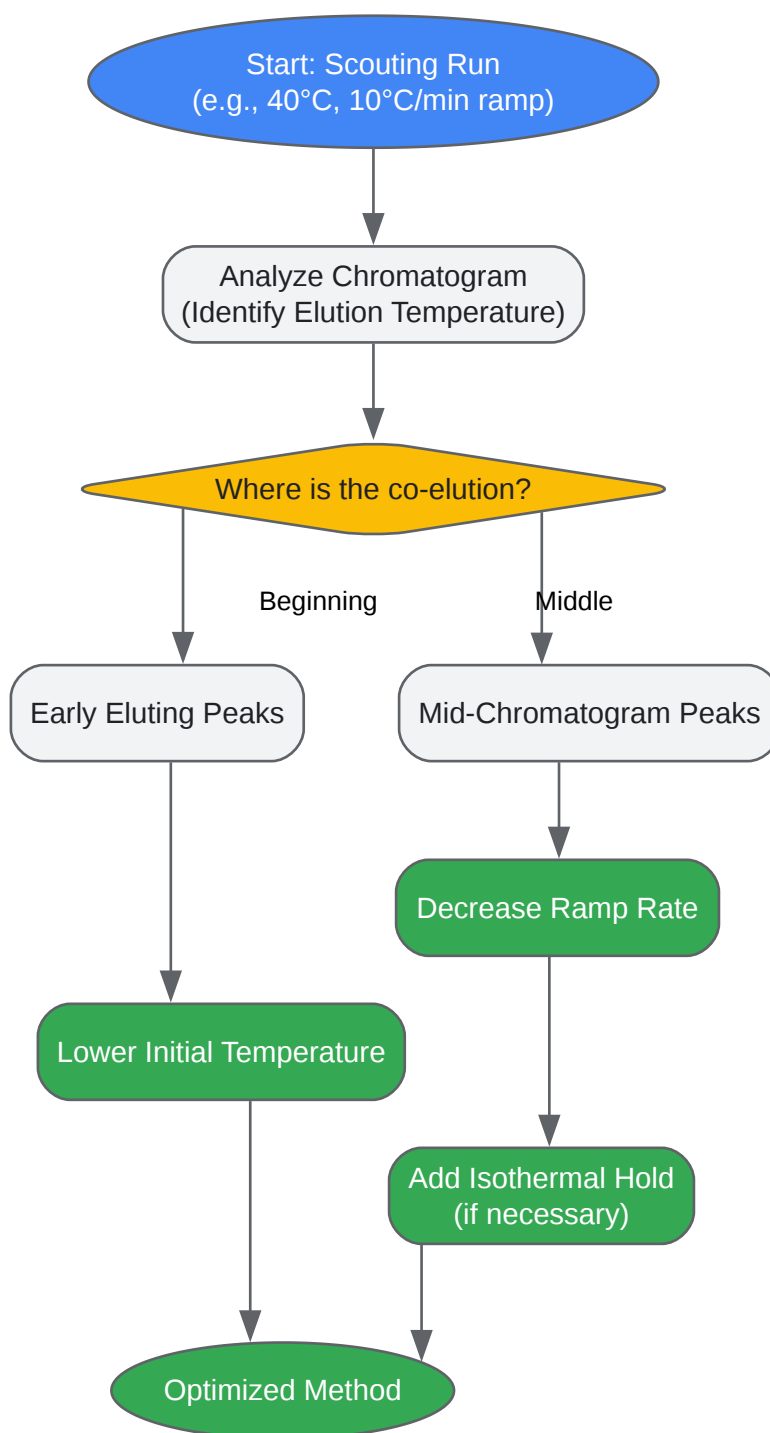 Start: Scouting Run
(e.g., 40°C, 10°C/min ramp)
Analyze Chromatogram
(Identify Elution Temperature)
Where is the co-elution?
Beginning
Middle
Early Eluting Peaks
Mid-Chromatogram Peaks
Decrease Ramp Rate
Lower Initial Temperature
Add Isothermal Hold
(if necessary)
Optimized Method